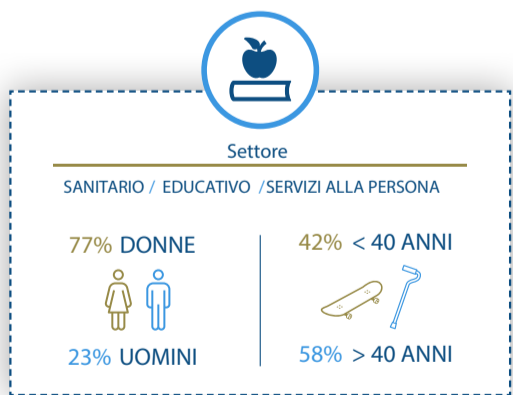 Settore
SANITARIO / EDUCATIVO /SERVIZI ALLA PERSONA
77% DONNE
23% UOMINI
42% < 40 ANNI
58% > 40 ANNI